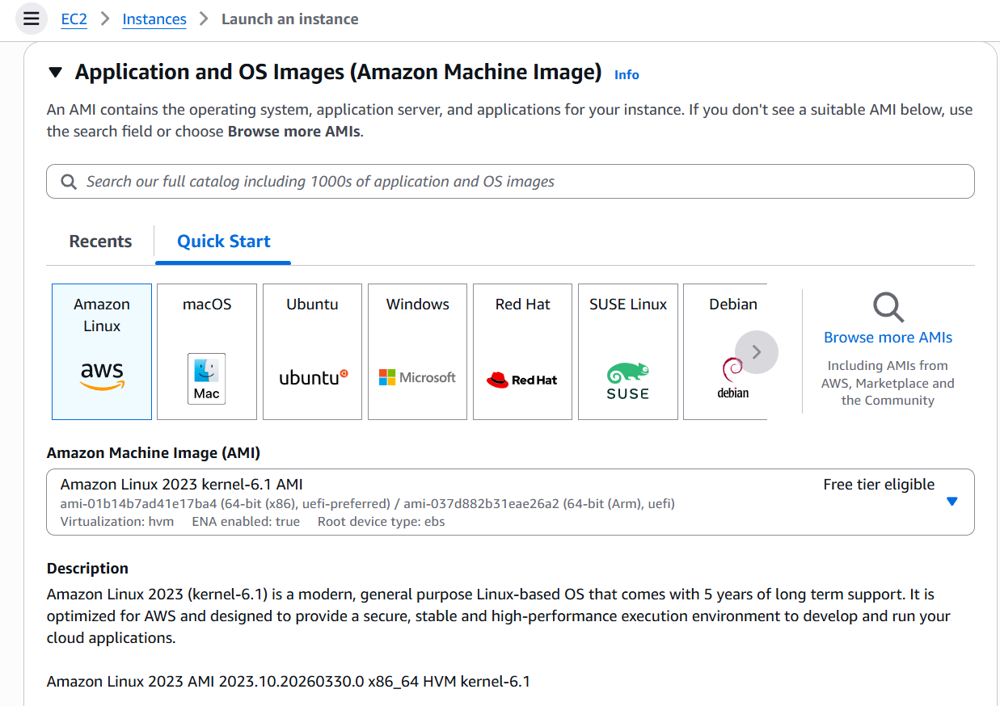 EC2 > Instances > Launch an instance
Application and OS Images (Amazon Machine Image) Info
An AMI contains the operating system, application server, and applications for your instance. If you don't see a suitable AMI below, use
the search field or choose Browse more AMIs.
Search our full catalog including 1000s of application and OS images
Recents
Quick Start
Amazon
Linux
aws
macOS
Mac
Ubuntu
ubuntu
Windows
Microsoft
Red Hat
Red Hat
SUSE Linux
SUSE
Debian
debian
Browse more AMIs
Including AMIs from
AWS, Marketplace and
the Community
Amazon Machine Image (AMI)
Amazon Linux 2023 kernel-6.1 AMI
Free tier eligible
ami-01b14b7ad41e17ba4 (64-bit (x86), uefi-preferred) / ami-037d882b31eae26a2 (64-bit (Arm), uefi)
Virtualization: hvm ENA enabled: true Root device type: ebs
Description
Amazon Linux 2023 (kernel-6.1) is a modern, general purpose Linux-based OS that comes with 5 years of long term support. It is
optimized for AWS and designed to provide a secure, stable and high-performance execution environment to develop and run your
cloud applications.
Amazon Linux 2023 AMI 2023.10.20260330.0 x86_64 HVM kernel-6.1